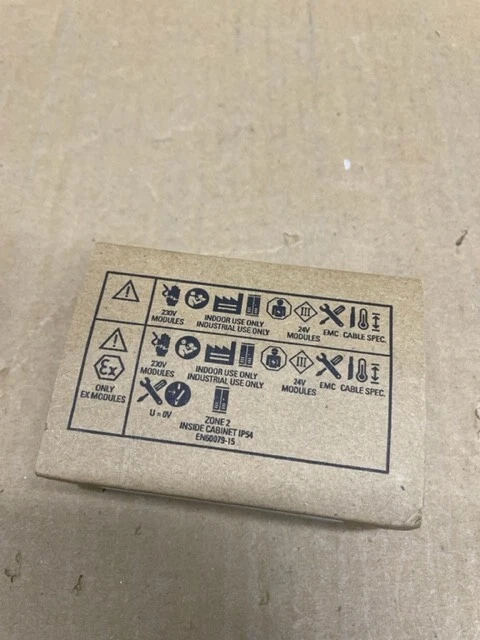 230V
MODULES
INDOOR USE ONLY
INDUSTRIAL USE ONLY
III
24V
MODULES
EMC
CABLE SPEC.
Ex
ONLY
EX MODULES
230V
MODULES
INDOOR USE ONLY
INDUSTRIAL USE ONLY
III
24V
MODULES
EMC
CABLE SPEC.
U = 0V
ZONE 2
INSIDE CABINET IP54
EN60079-15